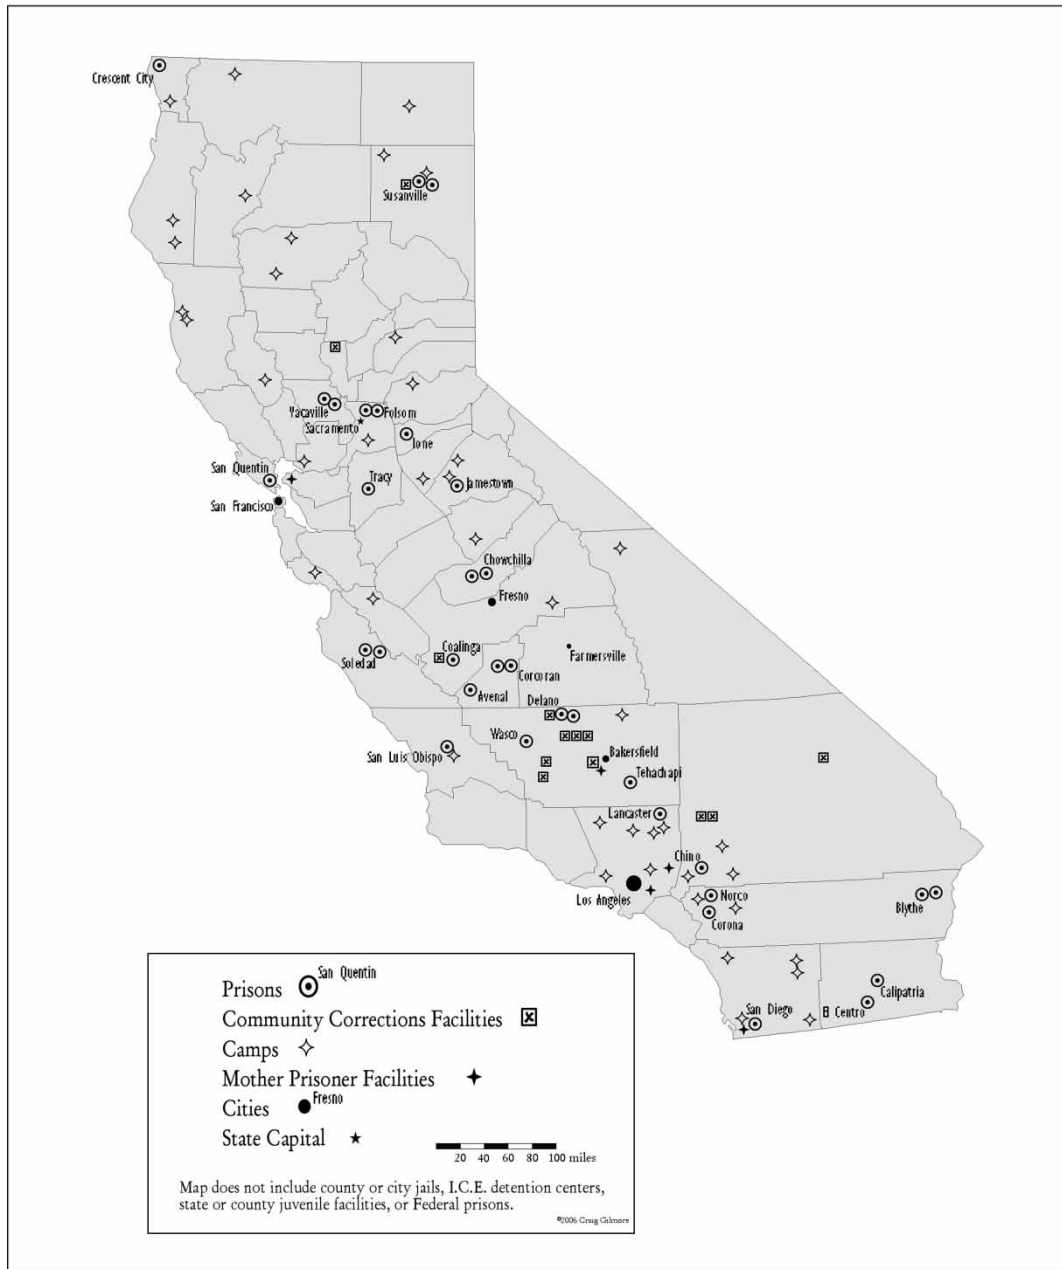 Crescent City
Susanville
Vacaville
Folsom
Sacramento
Ione
San Quentin
Tracy
Jamestown
San Francisco
Chowchilla
Fresno
Coalinga
Farmersville
Soledad
Corcoran
Avenal
Delano
Wasco
San Luis Obispo
Bakersfield
Tehachapi
Lancaster
Chino
Los Angeles
Norco
Blythe
Corona
Calipatria
San Diego
El Centro
San Quentin
Prisons
Community Corrections Facilities
Camps
Mother Prisoner Facilities
Cities Fresno
State Capital
20 40 60 80 100 miles
Map does not include county or city jails, I.C.E. detention centers,
state or county juvenile facilities, or Federal prisons.
©2006 Craig Gilmore